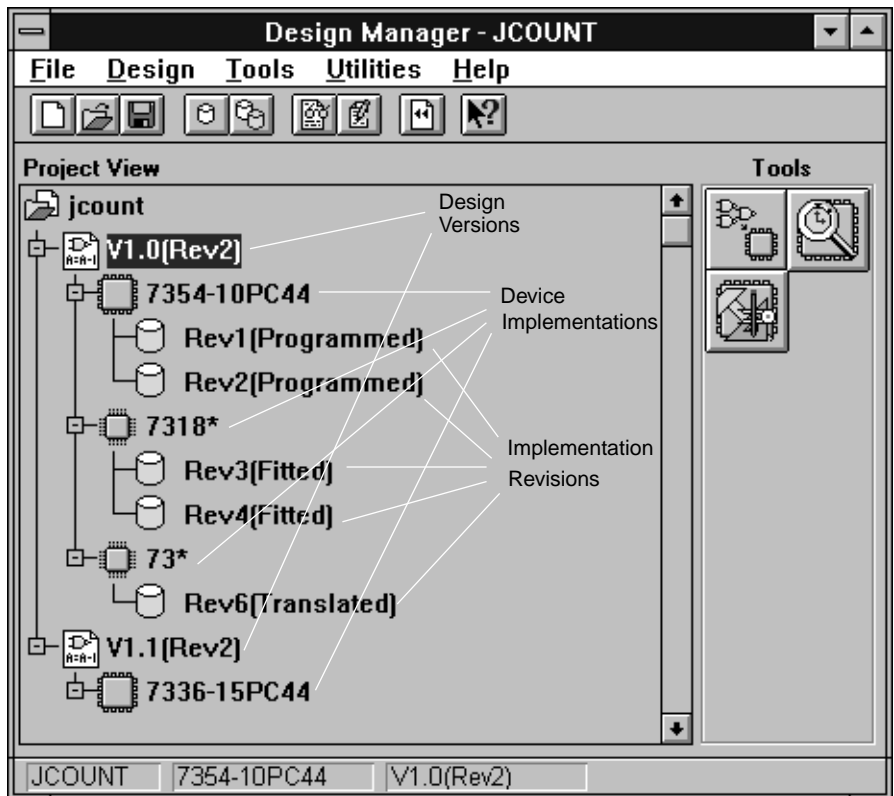 Design Manager - JCOUNT
File Design Tools Utilities Help
Project View
Tools
jcount
Design
Versions
V1.0(Rev2)
7354-10PC44
Device
Implementations
Rev1(Programmed)
Rev2(Programmed)
7318*
Implementation
Revisions
Rev3(Fitted)
Rev4(Fitted)
73*
Rev6(Translated)
V1.1(Rev2)
7336-15PC44
JCOUNT 7354-10PC44 V1.0(Rev2)